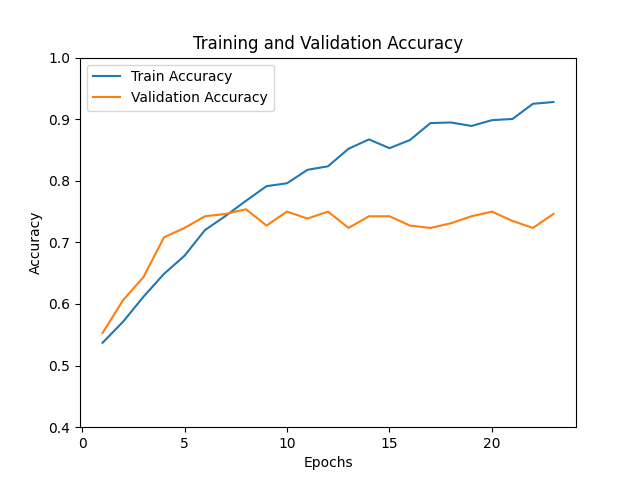 Training and Validation Accuracy
Train Accuracy
Validation Accuracy
1.0
0.9
0.8
0.7
0.6
0.5
0.4
Accuracy
0 5 10 15 20
Epochs